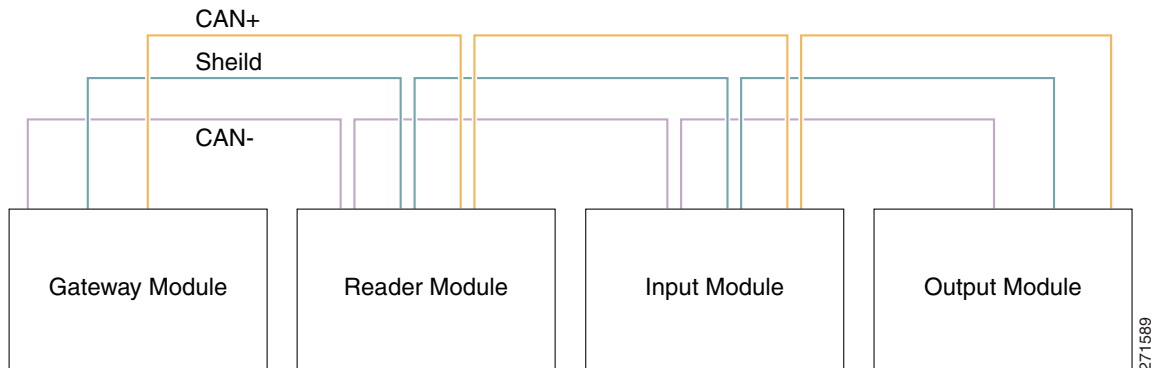 CAN+
Sheild
CAN-
Gateway Module
Reader Module
Input Module
Output Module
271589